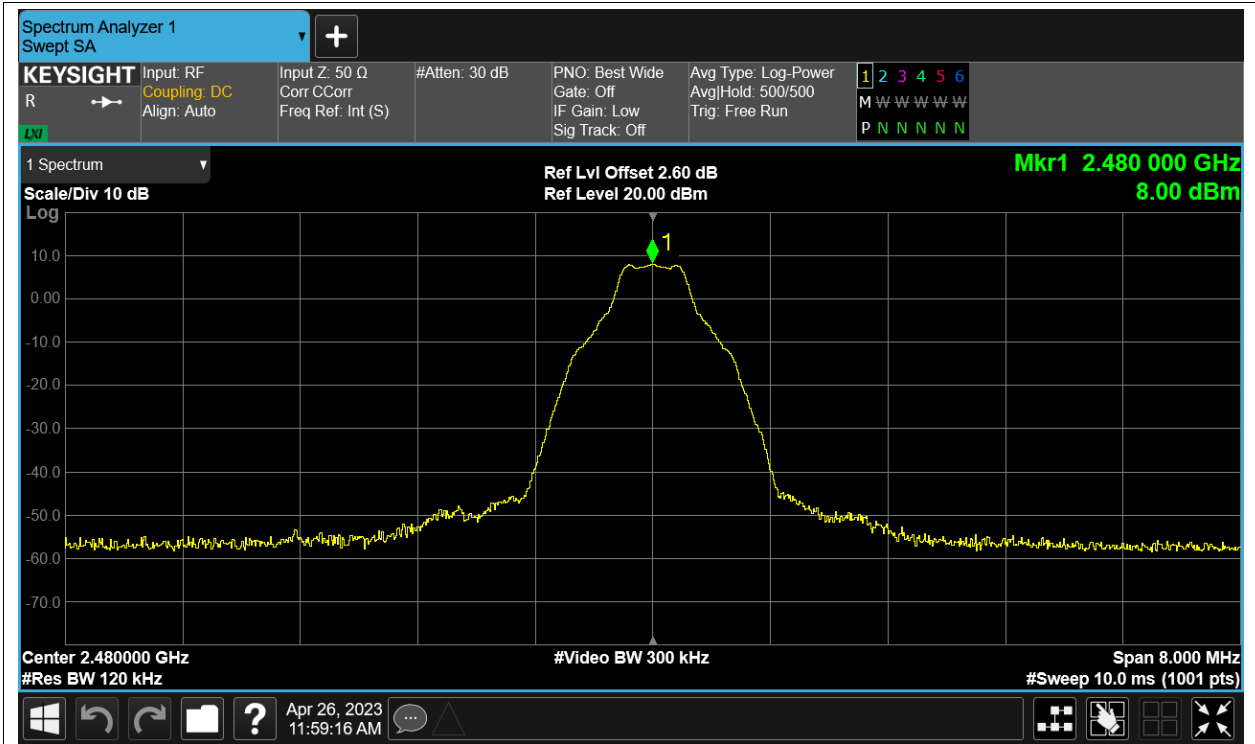 Spectrum Analyzer 1
Swept SA
+
KEYSIGHT
R
LXI
Input: RF
Coupling: DC
Align: Auto
Input Z: 50 Ω
Corr CCorr
Freq Ref: Int (S)
#Atten: 30 dB
PNO: Best Wide
Gate: Off
IF Gain: Low
Sig Track: Off
Avg Type: Log-Power
Avg|Hold: 500/500
Trig: Free Run
1 2 3 4 5 6
M W W W W W
P N N N N N
1 Spectrum
Scale/Div 10 dB
Log
Ref Lvl Offset 2.60 dB
Ref Level 20.00 dBm
Mkr1 2.480 000 GHz
8.00 dBm
1
10.0
0.00
-10.0
-20.0
-30.0
-40.0
-50.0
-60.0
-70.0
Center 2.480000 GHz
#Res BW 120 kHz
#Video BW 300 kHz
Span 8.000 MHz
#Sweep 10.0 ms (1001 pts)
?
Apr 26, 2023
11:59:16 AM